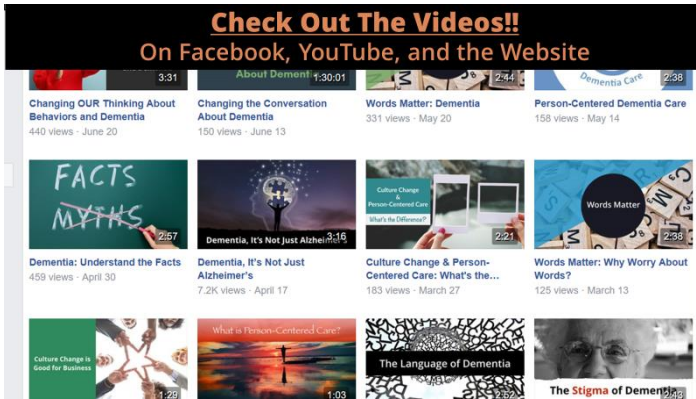 Check Out The Videos!!
On Facebook, YouTube, and the Website
3:31
About Dementia
1:30:01
2:44
Dementia Care
2:38
Changing OUR Thinking About
Behaviors and Dementia
440 views · June 20
Changing the Conversation
About Dementia
150 views · June 13
Words Matter: Dementia
331 views · May 20
Person-Centered Dementia Care
158 views · May 14
FACTS
MYTHS
2:57
Dementia, It's Not Just Alzheimer's
3:16
Culture Change
&
Person-Centered Care
What's the Difference?
2:21
Words Matter
2:38
Dementia: Understand the Facts
459 views · April 30
Dementia, It's Not Just
Alzheimer's
7.2K views · April 17
Culture Change & Person-
Centered Care: What's the...
183 views · March 27
Words Matter: Why Worry About
Words?
125 views · March 13
Culture Change is
Good for Business
1:29
What is Person-Centered Care?
1:03
The Language of Dementia
2:52
The Stigma of Dementia